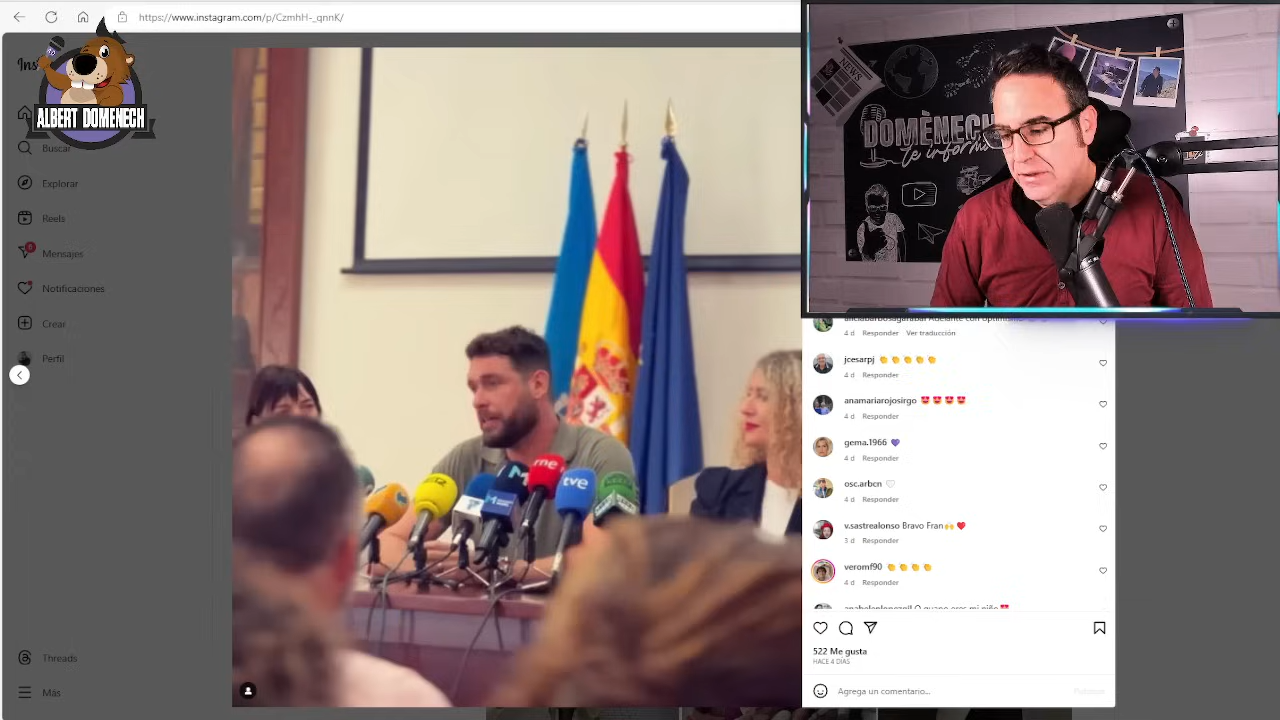 https://www.instagram.com/p/CzmhH-_qnnK/
Ins
ALBERT DOMENECH
Buscar
Explorar
Reels
Mensajes
Notificaciones
Crear
Perfil
Threads
Más
NEWS
DOMÈNECH
te informa
M
rne
tve
4 d Responder Ver traducción
jcesarpj 👏 👏 👏 👏 👏
4 d Responder
anamariarojosirgo 😍 😍 😍 😍
4 d Responder
gema.1966 💜
4 d Responder
osc.arbcn 🤍
4 d Responder
v.sastrealonso Bravo Fran🙌 ❤️
3 d Responder
veromf90 👏 👏 👏 👏
4 d Responder
522 Me gusta
HACE 4 DÍAS
Agrega un comentario...
Publicar